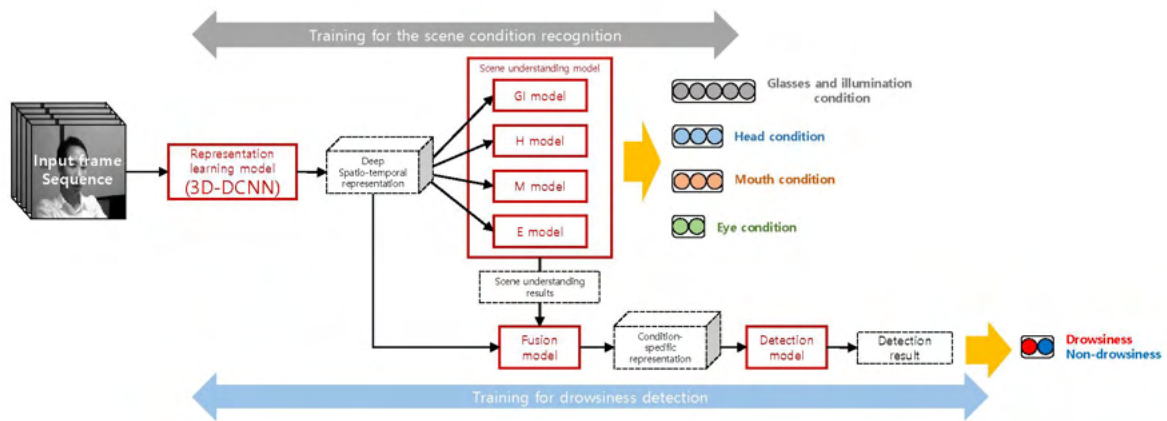 Training for the scene condition recognition
Scene understanding model
GI model
H model
M model
E model
Input frame
Sequence
Representation
learning model
(3D-DCNN)
Deep
Spatio-temporal
representation
Glasses and illumination
condition
Head condition
Mouth condition
Eye condition
Scene understanding
results
Fusion
model
Condition-
specific
representation
Detection
model
Detection
result
Drowsiness
Non-drowsiness
Training for drowsiness detection